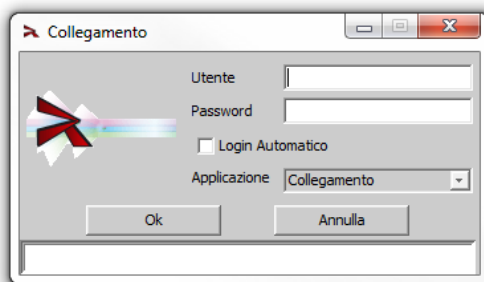 Collegamento
Utente
Password
Login Automatico
Applicazione Collegamento
Ok Annulla